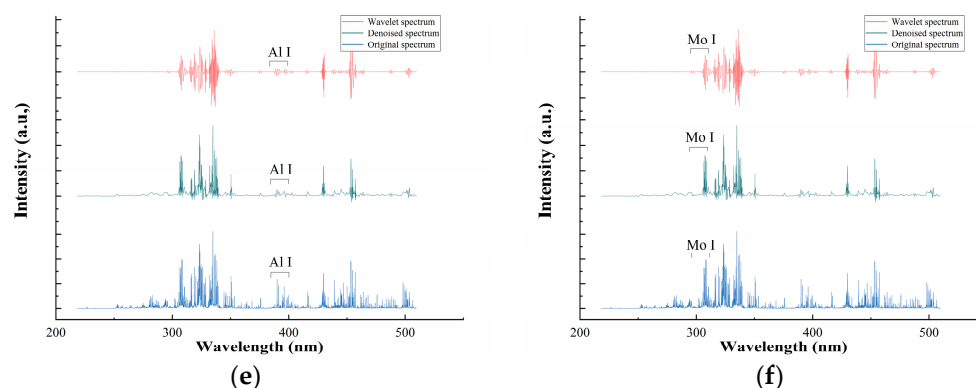 Wavelet spectrum
Denoised spectrum
Original spectrum
Al I
Al I
Al I
Intensity (a.u,)
200 300 400 500
Wavelength (nm)
(e)
Wavelet spectrum
Denoised spectrum
Original spectrum
Mo I
Mo I
Mo I
Intensity (a.u.)
200 300 400 500
Wavelength (nm)
(f)